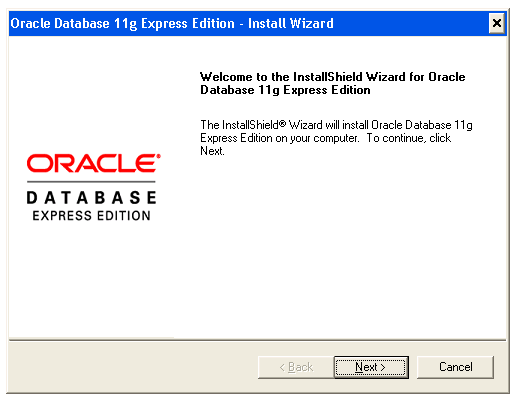 Oracle Database 11g Express Edition - Install Wizard
Welcome to the InstallShield Wizard for Oracle
Database 11g Express Edition
The InstallShield® Wizard will install Oracle Database 11g
Express Edition on your computer. To continue, click
Next.
ORACLE®
DATABASE
EXPRESS EDITION
< Back
Next >
Cancel